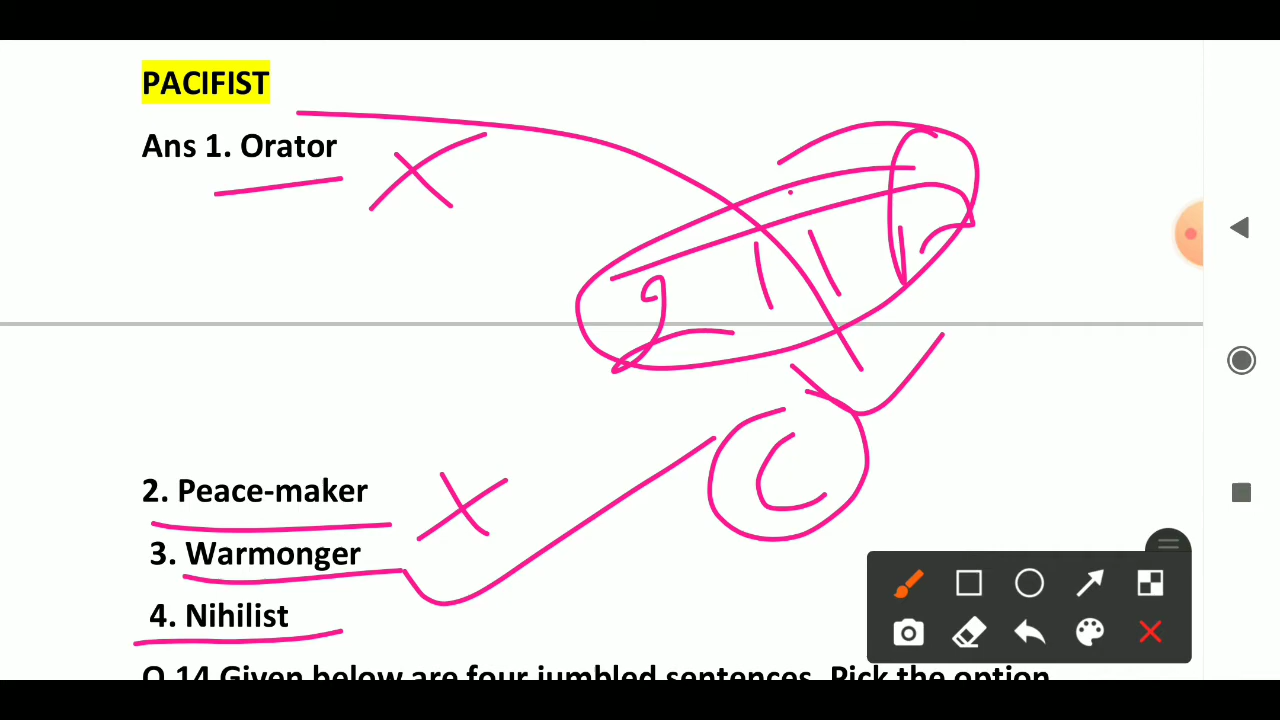 PACIFIST
Ans 1. Orator
2. Peace-maker
3. Warmonger
4. Nihilist
Q.14 Given below are four jumbled sentences. Pick the option